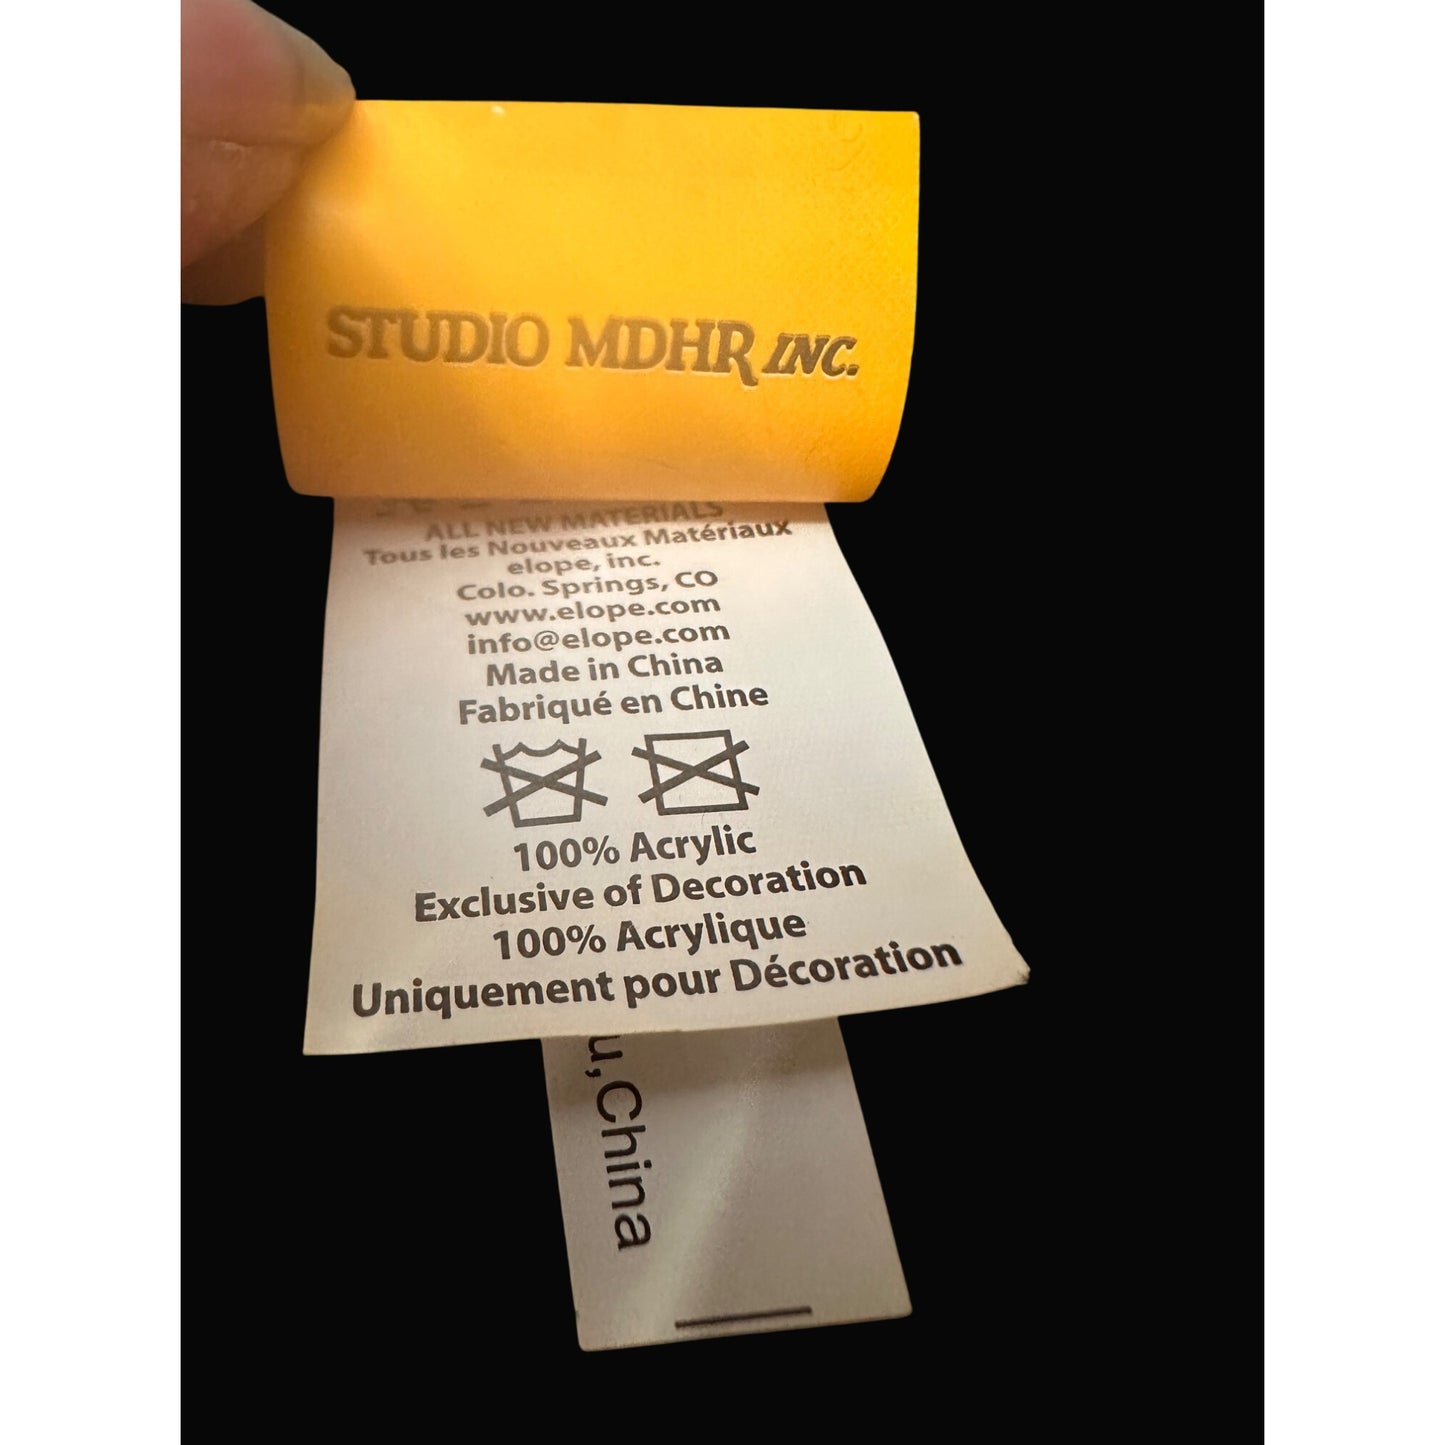 STUDIO MDHR INC.
ALL NEW MATERIALS
Tous les Nouveaux Matériaux
elope, inc.
Colo. Springs, CO
www.elope.com
info@elope.com
Made in China
Fabriqué en Chine
100% Acrylic
Exclusive of Decoration
100% Acrylique
Uniquement pour Décoration
u,China